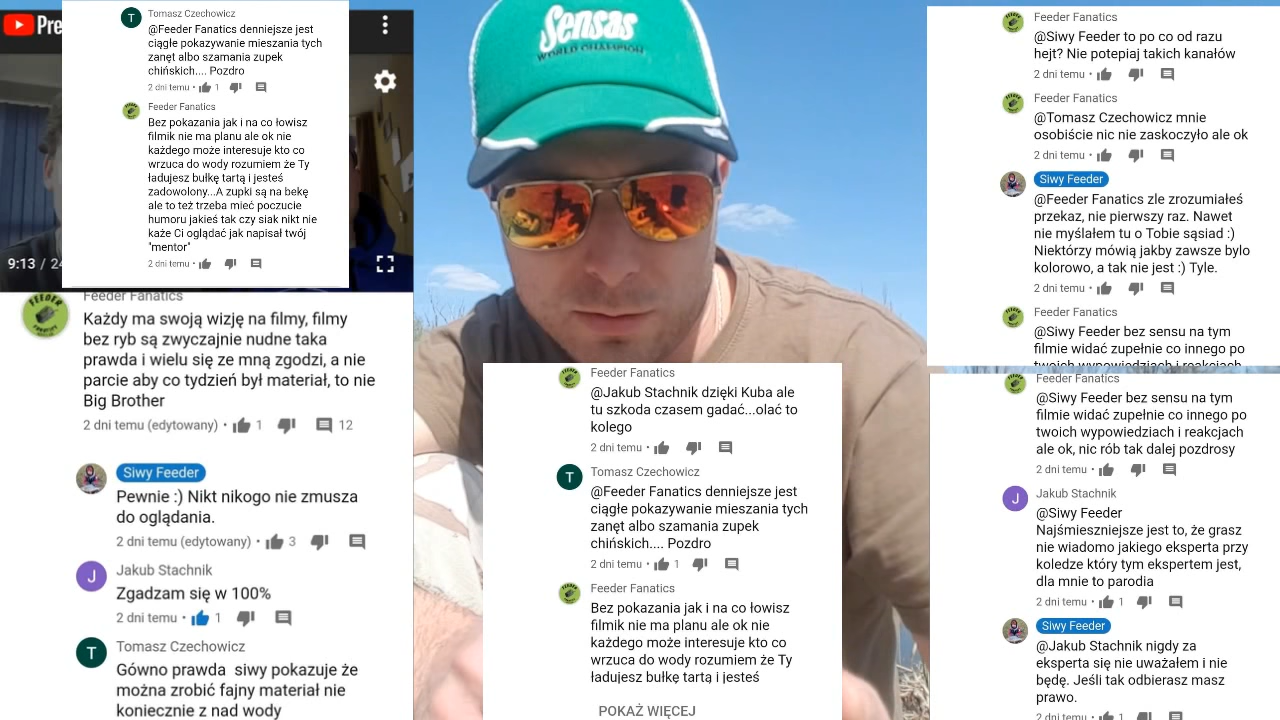 Pre
Tomasz Czechowicz
@Feeder Fanatics denniejsze jest
ciągłe pokazywanie mieszania tych
zanęt albo szamania zupek
chińskich.... Pozdro
2 dni temu • 1
Feeder Fanatics
Bez pokazania jak i na co łowisz
filmik nie ma planu ale ok nie
każdego może interesuje kto co
wrzuca do wody rozumiem że Ty
ładujesz bułkę tartą i jesteś
zadowolony...A zupki są na bekę
ale to też trzeba mieć poczucie
humoru jakieś tak czy siak nikt nie
każe Ci oglądać jak napisał twój
"mentor"
2 dni temu •
9:13 / 24
FEEDER
FANATICS
Feeder Fanatics
Każdy ma swoją wizję na filmy, filmy
bez ryb są zwyczajnie nudne taka
prawda i wielu się ze mną zgodzi, a nie
parcie aby co tydzień był materiał, to nie
Big Brother
2 dni temu (edytowany) • 1 12
Siwy Feeder
Pewnie :) Nikt nikogo nie zmusza
do oglądania.
2 dni temu (edytowany) • 3
J
Jakub Stachnik
Zgadzam się w 100%
2 dni temu • 1
T
Tomasz Czechowicz
Gówno prawda siwy pokazuje że
można zrobić fajny materiał nie
koniecznie z nad wody
Sensas
WORLD CHAMPION
Feeder Fanatics
@Jakub Stachnik dzięki Kuba ale
tu szkoda czasem gadać...olać to
kolego
2 dni temu •
T
Tomasz Czechowicz
@Feeder Fanatics denniejsze jest
ciągłe pokazywanie mieszania tych
zanęt albo szamania zupek
chińskich.... Pozdro
2 dni temu • 1
Feeder Fanatics
Bez pokazania jak i na co łowisz
filmik nie ma planu ale ok nie
każdego może interesuje kto co
wrzuca do wody rozumiem że Ty
ładujesz bułkę tartą i jesteś
POKAŻ WIĘCEJ
Feeder Fanatics
@Siwy Feeder to po co od razu
hejt? Nie potepiaj takich kanałów
2 dni temu •
Feeder Fanatics
@Tomasz Czechowicz mnie
osobiście nic nie zaskoczyło ale ok
2 dni temu •
Siwy Feeder
@Feeder Fanatics zle zrozumiałeś
przekaz, nie pierwszy raz. Nawet
nie myślałem tu o Tobie sąsiad :)
Niektórzy mówią jakby zawsze bylo
kolorowo, a tak nie jest :) Tyle.
2 dni temu •
Feeder Fanatics
@Siwy Feeder bez sensu na tym
filmie widać zupełnie co innego po
twoich wypowiedziach i reakcjach
Feeder Fanatics
@Siwy Feeder bez sensu na tym
filmie widać zupełnie co innego po
twoich wypowiedziach i reakcjach
ale ok, nic rób tak dalej pozdrosy
2 dni temu •
J
Jakub Stachnik
@Siwy Feeder
Najśmieszniejsze jest to, że grasz
nie wiadomo jakiego eksperta przy
koledze który tym ekspertem jest,
dla mnie to parodia
2 dni temu • 1
Siwy Feeder
@Jakub Stachnik nigdy za
eksperta się nie uważałem i nie
będę. Jeśli tak odbierasz masz
prawo.
2 dni temu • 1